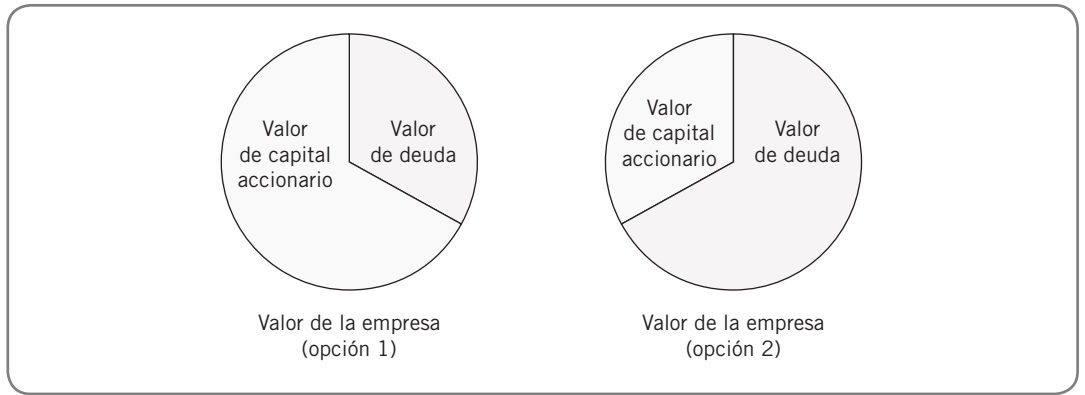 Valor
de capital
accionario
Valor
de deuda
Valor de la empresa
(opción 1)
Valor
de capital
accionario
Valor
de deuda
Valor de la empresa
(opción 2)